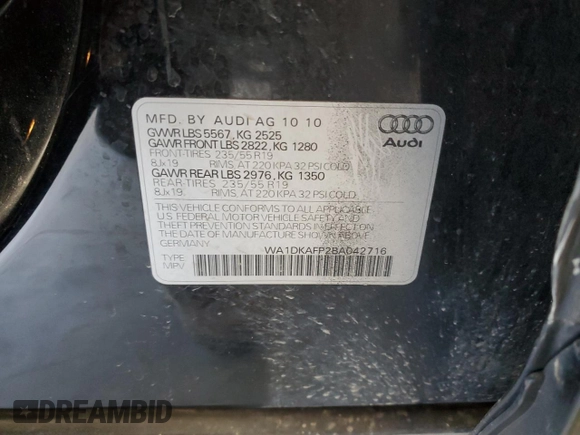 MFD. BY AUDI AG 10 10
GVWR LBS 5567, KG 2525
GAWR FRONT LBS 2822, KG 1280
FRONT-TIRES 235/55 R19
8Jx19 RIMS, AT 220 KPA 32 PSI COLD
GAWR REAR LBS 2976, KG 1350
REAR-TIRES 235/55 R19
8Jx19 RIMS, AT 220 KPA 32 PSI COLD
Audi
THIS VEHICLE CONFORMS TO ALL APPLICABLE
U.S. FEDERAL MOTOR VEHICLE SAFETY AND
THEFT PREVENTION STANDARDS IN EFFECT ON
THE DATE OF MANUFACTURE SHOWN ABOVE.
GERMANY
WA1DKAFP28A042716
TYPE
MPV
DREAMBID